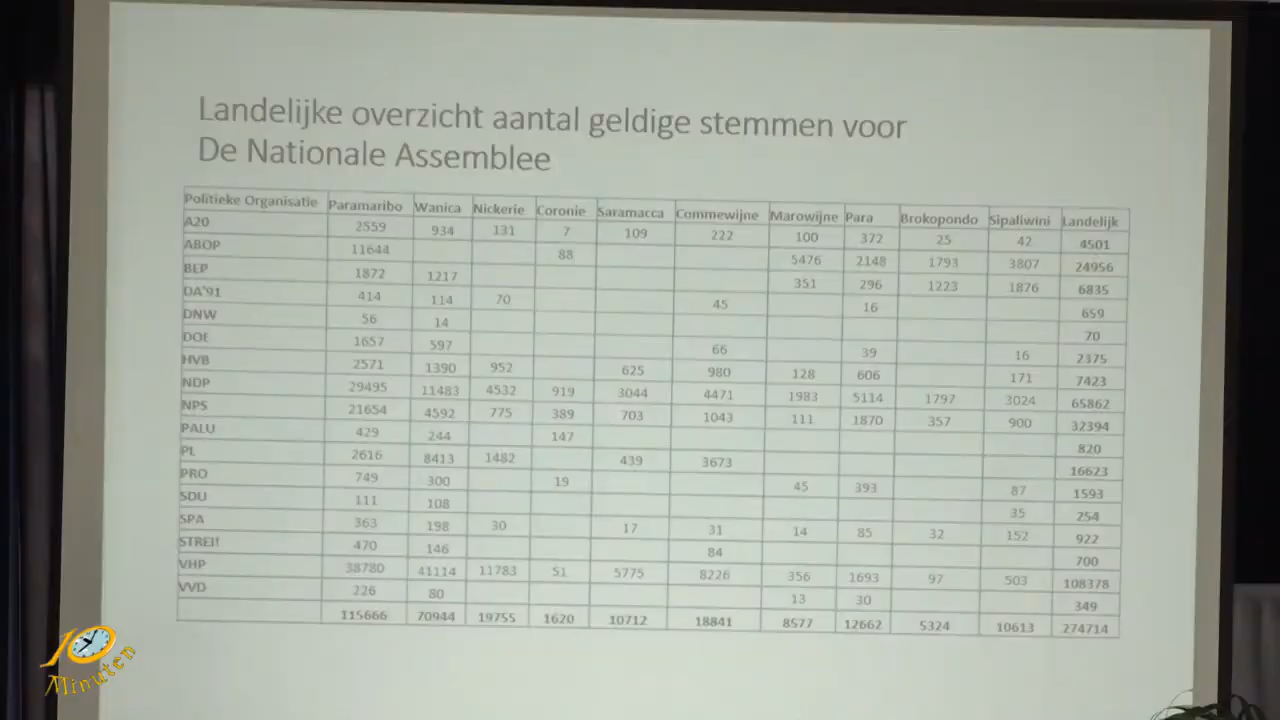 Landelijke overzicht aantal geldige stemmen voor
De Nationale Assemblee
Politieke Organisatie Paramaribo Wanica Nickerie Coronie Saramacca Commewijne Marowijne Para Brokopondo Sipaliwini Landelijk
A20 2559 934 131 7 109 222 100 372 25 42 4501
ABOP 11644 88 5476 2148 1793 3807 24956
BEP 1872 1217 351 296 1223 1876 6835
DA'91 414 114 70 45 16 659
DNW 56 14 70
DOE 1657 597 66 39 16 2375
HVB 2571 1390 952 625 980 128 606 171 7423
NDP 29495 11483 4532 919 3044 4471 1983 5114 1797 3024 65862
NPS 21654 4592 775 389 703 1043 111 1870 357 900 32394
PALU 429 244 147 820
PL 2616 8413 1482 439 3673 16623
PRO 749 300 19 45 393 87 1593
SDU 111 108 35 254
SPA 363 198 30 17 31 14 85 32 152 922
STREI! 470 146 84 700
VHP 38780 41114 11783 51 5775 8226 356 1693 97 503 108378
VVD 226 80 13 30 349
115666 70944 19755 1620 10712 18841 8577 12662 5324 10613 274714
10
Minuten